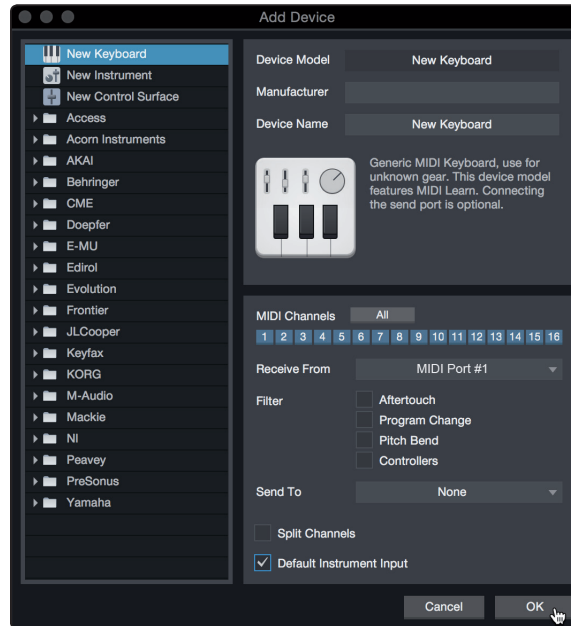 Add Device
New Keyboard
New Instrument
New Control Surface
Access
Acorn Instruments
AKAI
Behringer
CME
Doepfer
E-MU
Edirol
Evolution
Frontier
JLCooper
Keyfax
KORG
M-Audio
Mackie
NI
Peavey
PreSonus
Yamaha
Device Model New Keyboard
Manufacturer
Device Name New Keyboard
Generic MIDI Keyboard, use for
unknown gear. This device model
features MIDI Learn. Connecting
the send port is optional.
MIDI Channels All
1 2 3 4 5 6 7 8 9 10 11 12 13 14 15 16
Receive From MIDI Port #1
Filter Aftertouch
Program Change
Pitch Bend
Controllers
Send To None
Split Channels
Default Instrument Input
Cancel OK